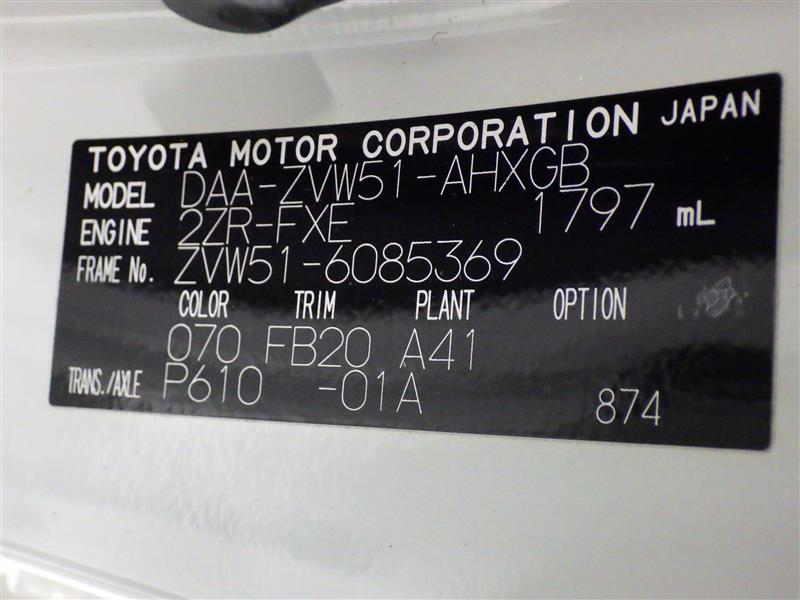 TOYOTA MOTOR CORPORATION JAPAN
MODEL DAA-ZVW51-AHXGB
ENGINE 2ZR-FXE 1797 mL
FRAME No. ZVW51-6085369
COLOR TRIM PLANT OPTION
070 FB20 A41
TRANS./AXLE P610 -01A 874